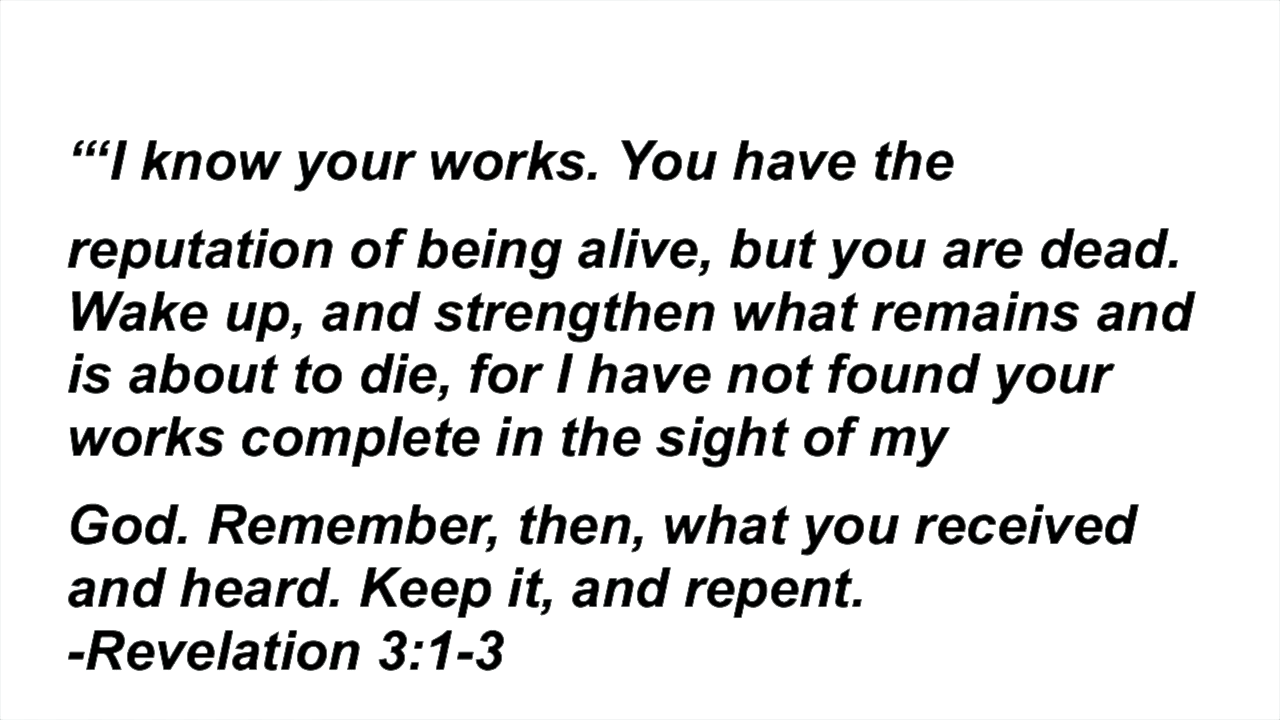 “‘“I know your works. You have the
reputation of being alive, but you are dead.
Wake up, and strengthen what remains and
is about to die, for I have not found your
works complete in the sight of my
God. Remember, then, what you received
and heard. Keep it, and repent.
-Revelation 3:1-3